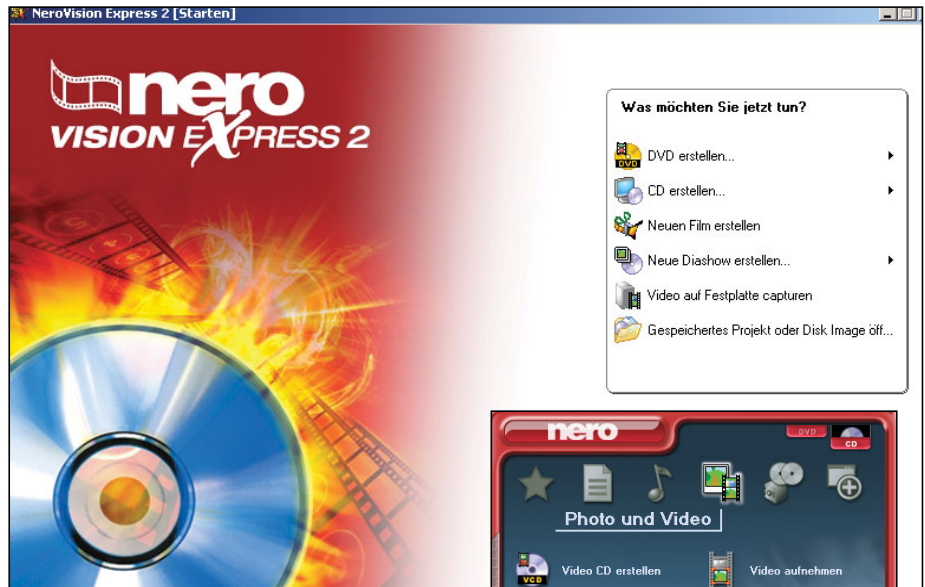 NeroVision Express 2 [Starten]
nero
VISION EXPRESS 2
Was möchten Sie jetzt tun?
DVD erstellen...
CD erstellen...
Neuen Film erstellen
Neue Diashow erstellen...
Video auf Festplatte capturen
Gespeichertes Projekt oder Disk Image öff...
nero
DVD
CD
Photo und Video
Video CD erstellen
Video aufnehmen
DVD
VCD